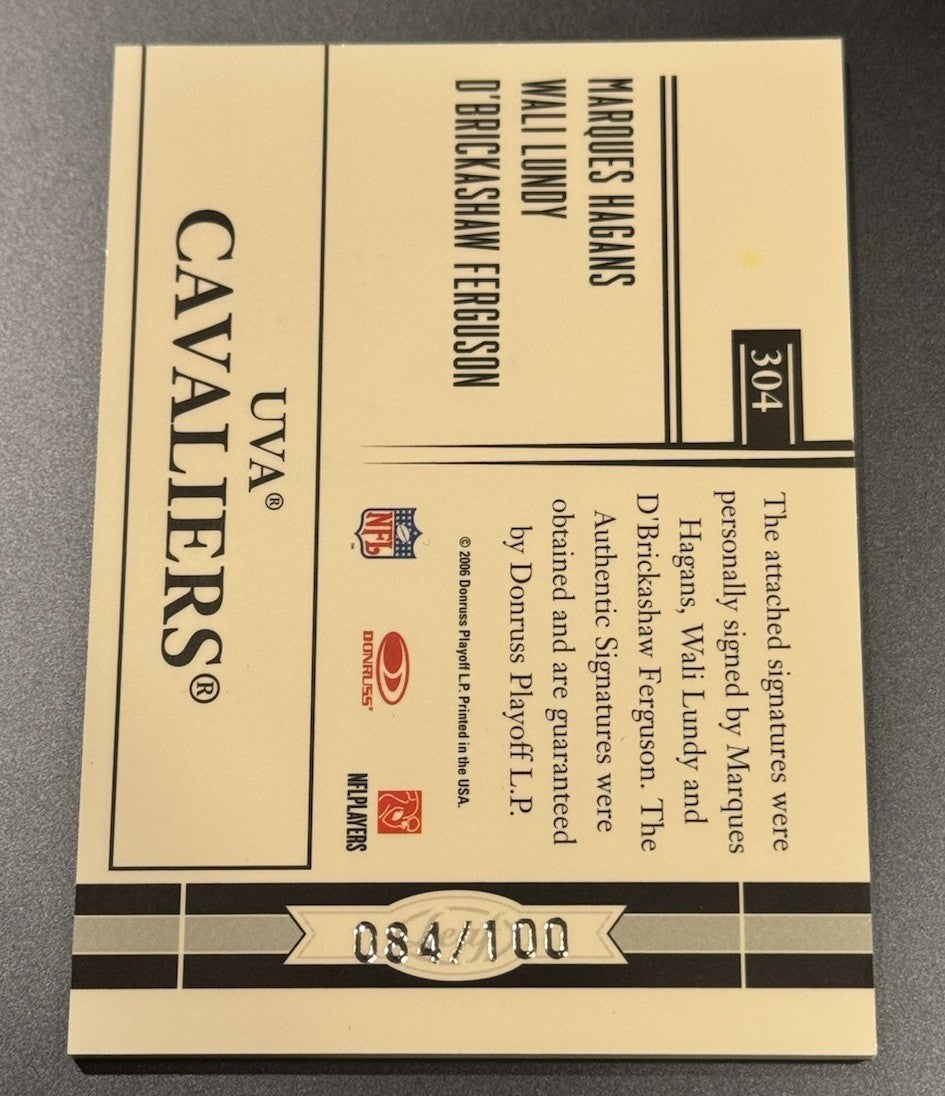 304
MARQUES HAGANS
WALI LUNDY
D'BRICKASHAW FERGUSON
The attached signatures were
personally signed by Marques
Hagans, Wali Lundy and
D'Brickashaw Ferguson. The
Authentic Signatures were
obtained and are guaranteed
by Donruss Playoff L.P.
© 2006 Donruss Playoff L.P. Printed in the USA.
NFL
DONRUSS®
NFLPLAYERS
UVA®
CAVALIERS®
Leaf
084/100